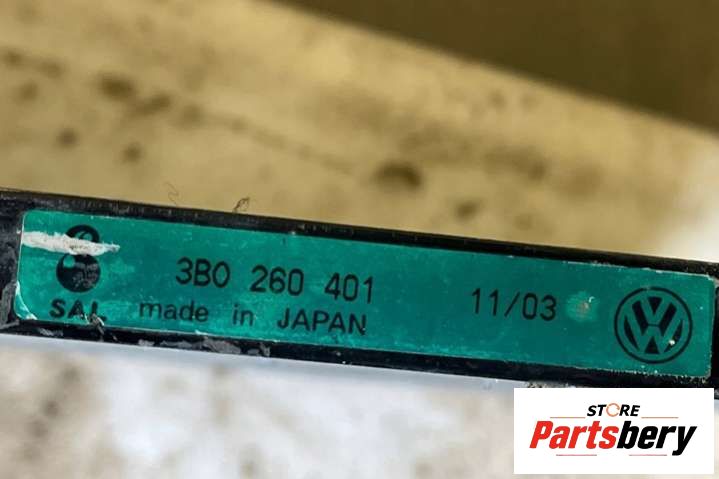 3B0 260 401
11/03
SAL made in JAPAN
STORE
Partsbery